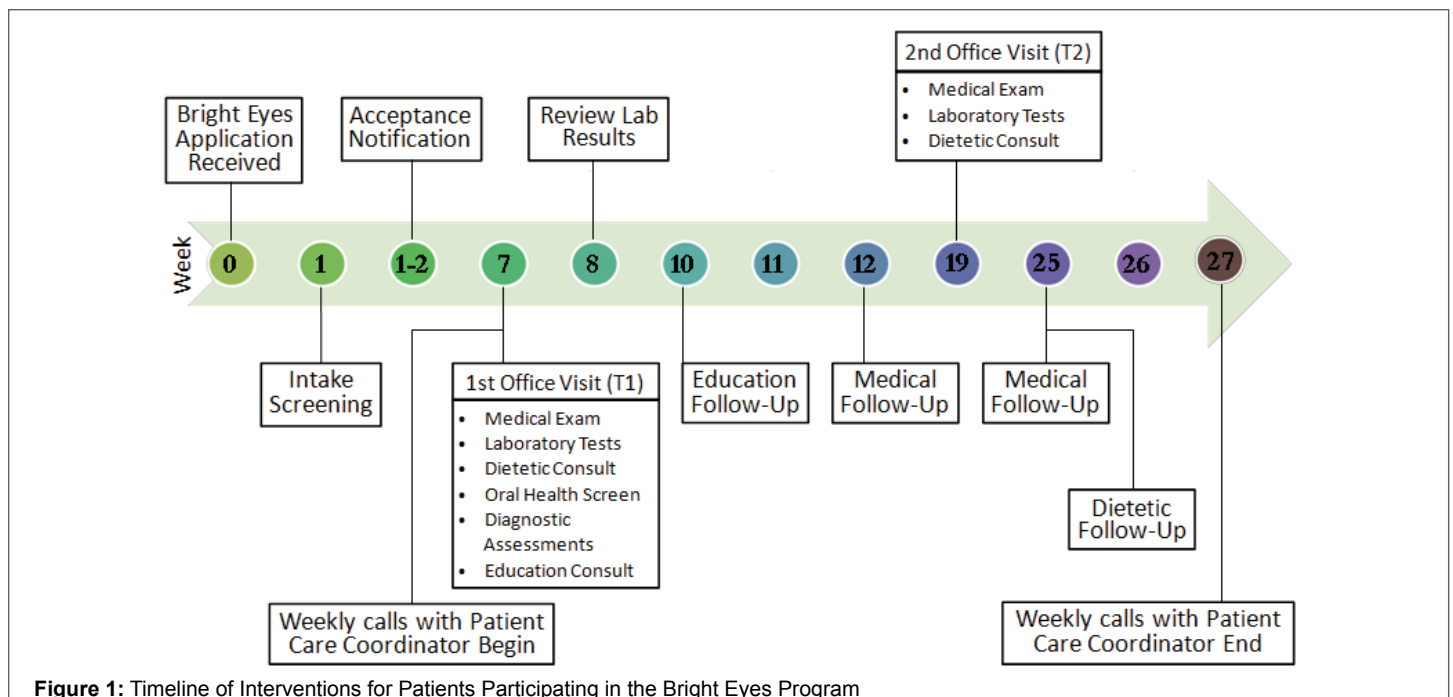 2nd Office Visit (T2)
• Medical Exam
• Laboratory Tests
• Dietetic Consult
Bright Eyes
Application
Received
Acceptance
Notification
Review Lab
Results
Week
0
1
1-2
7
8
10
11
12
19
25
26
27
Intake
Screening
1st Office Visit (T1)
• Medical Exam
• Laboratory Tests
• Dietetic Consult
• Oral Health Screen
• Diagnostic
Assessments
• Education Consult
Education
Follow-Up
Medical
Follow-Up
Medical
Follow-Up
Dietetic
Follow-Up
Weekly calls with Patient
Care Coordinator Begin
Weekly calls with Patient
Care Coordinator End
Figure 1: Timeline of Interventions for Patients Participating in the Bright Eyes Program